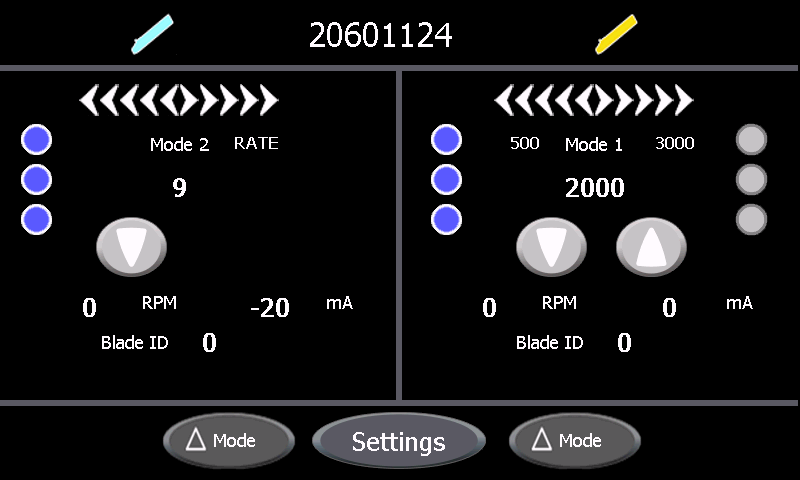 20601124
Mode 2 RATE
9
0 RPM -20 mA
Blade ID 0
500 Mode 1 3000
2000
0 RPM 0 mA
Blade ID 0
Mode Settings Mode